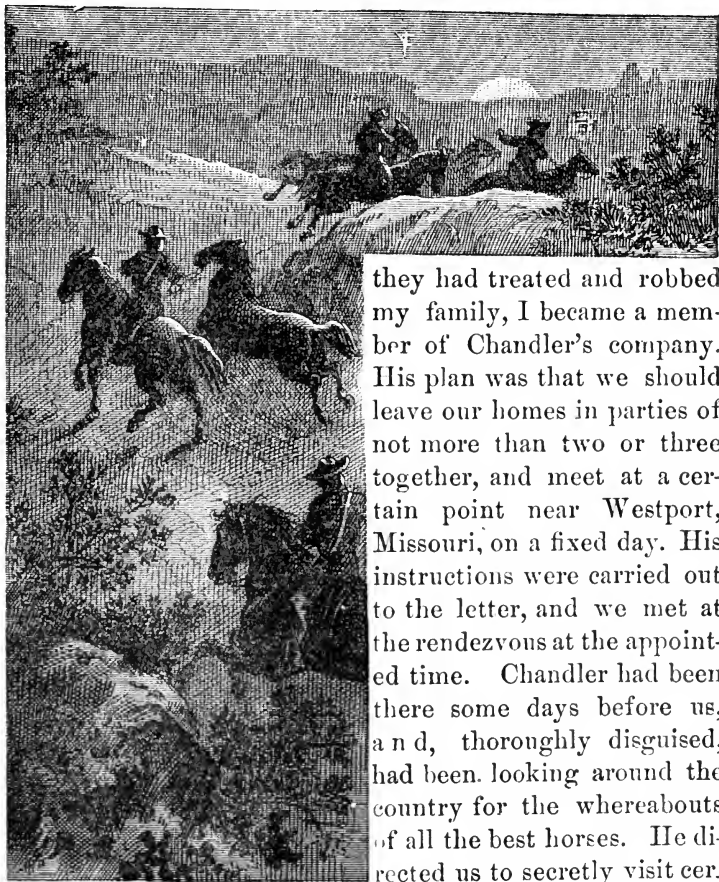 they had treated and robbed
my family, I became a mem-
ber of Chandler's company.
His plan was that we should
leave our homes in parties of
not more than two or three
together, and meet at a cer-
tain point near Westport,
Missouri, on a fixed day. His
instructions were carried out
to the letter, and we met at
the rendezvous at the appoint-
ed time. Chandler had been
there some days before us,
and, thoroughly disguised,
had been. looking around the
country for the whereabouts
of all the best horses. He di-
rected us to secretly visit cer-